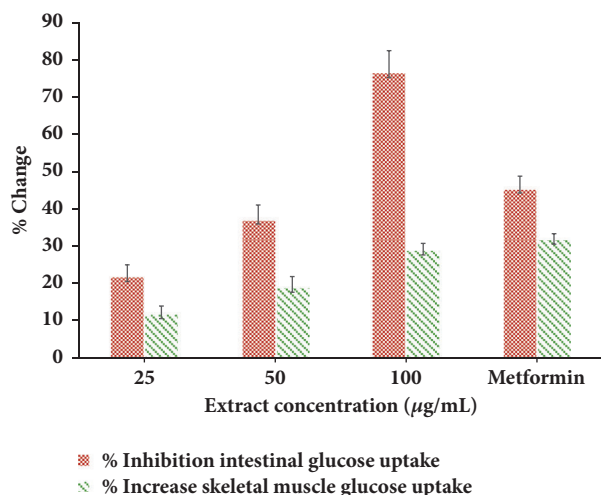 90
80
70
60
50
40
30
20
10
0
% Change
25 50 100 Metformin
Extract concentration (µg/mL)
% Inhibition intestinal glucose uptake
% Increase skeletal muscle glucose uptake